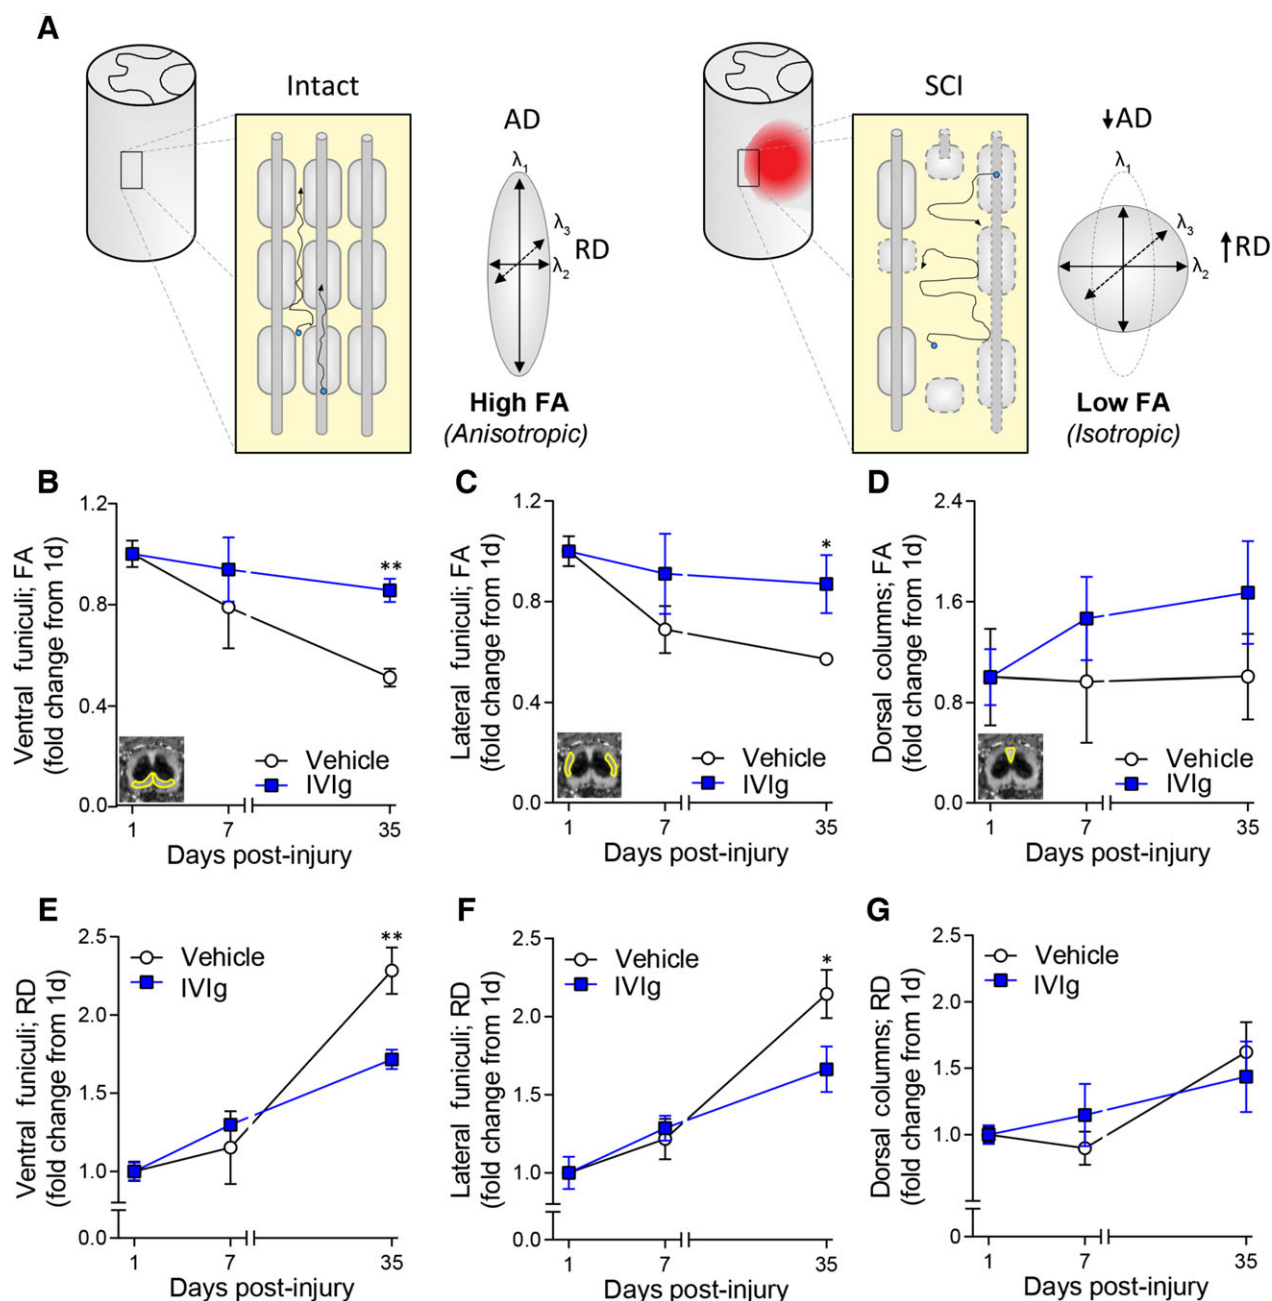 A
Intact
AD
λ1
λ3
RD
λ2
High FA
(Anisotropic)
SCI
↓AD
λ1
λ3
↑RD
λ2
Low FA
(Isotropic)
B
Ventral funiculi; FA
(fold change from 1d)
1.2
0.8
0.4
0.0
**
Vehicle
IVIg
1
7
35
Days post-injury
C
Lateral funiculi; FA
(fold change from 1d)
1.2
0.8
0.4
0.0
*
Vehicle
IVIg
1
7
35
Days post-injury
D
Dorsal columns; FA
(fold change from 1d)
2.4
1.6
0.8
0.0
Vehicle
IVIg
1
7
35
Days post-injury
E
Ventral funiculi; RD
(fold change from 1d)
2.5
2.0
1.5
1.0
0.0
Vehicle
IVIg
**
1
7
35
Days post-injury
F
Lateral funiculi; RD
(fold change from 1d)
2.5
2.0
1.5
1.0
0.0
Vehicle
IVIg
*
1
7
35
Days post-injury
G
Dorsal columns; RD
(fold change from 1d)
2.5
2.0
1.5
1.0
0
Vehicle
IVIg
1
7
35
Days post-injury